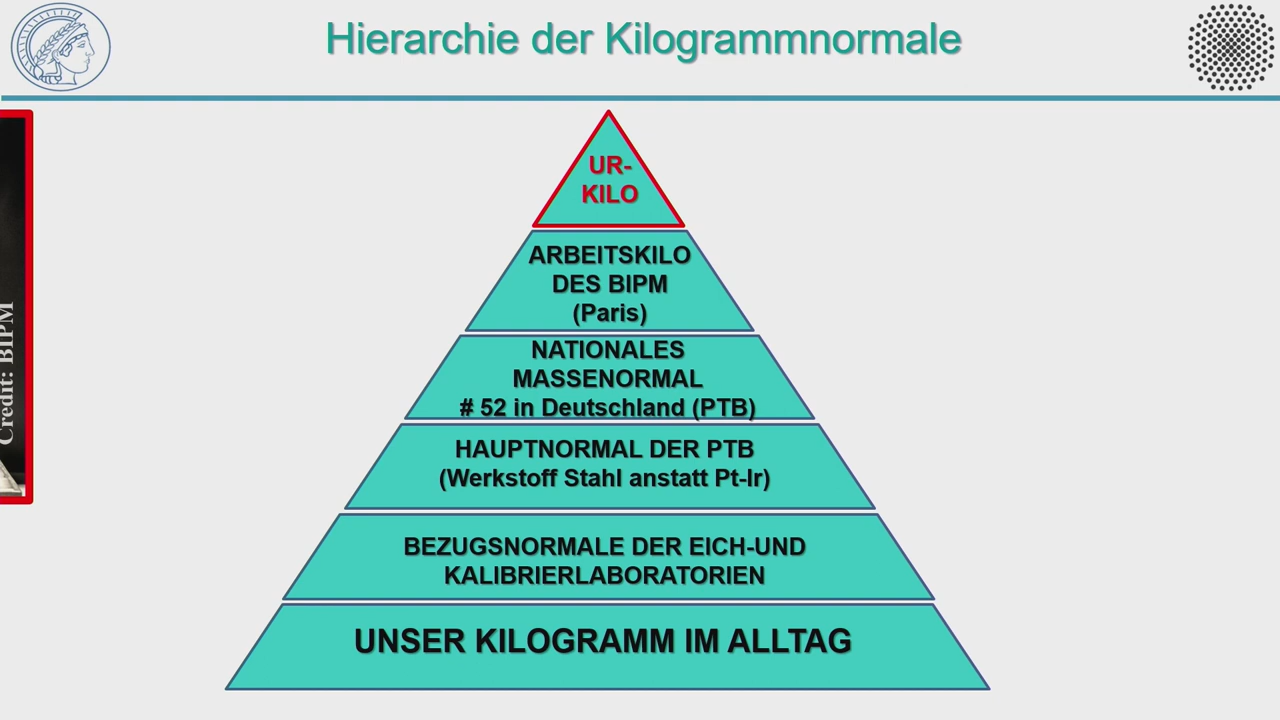 Hierarchie der Kilogrammnormale
UR-
KILO
ARBEITSKILO
DES BIPM
(Paris)
NATIONALES
MASSENORMAL
# 52 in Deutschland (PTB)
HAUPTNORMAL DER PTB
(Werkstoff Stahl anstatt Pt-Ir)
BEZUGSNORMALE DER EICH-UND
KALIBRIERLABORATORIEN
UNSER KILOGRAMM IM ALLTAG
Credit: BIPM